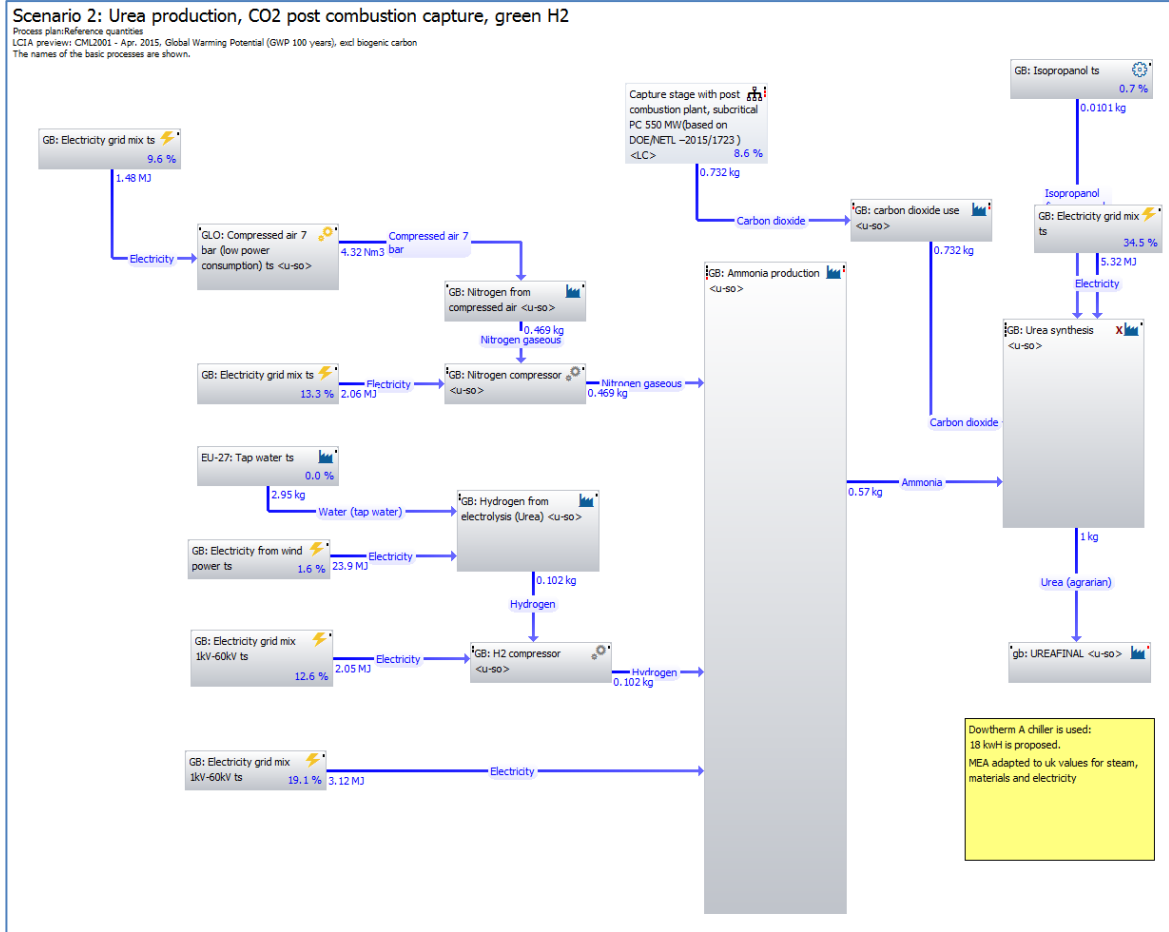 Scenario 2: Urea production, CO2 post combustion capture, green H2
Process plan:Reference quantities
LCIA preview: CML2001 - Apr. 2015, Global Warming Potential (GWP 100 years), excl biogenic carbon
The names of the basic processes are shown.
GB: Electricity grid mix ts
9.6 %
1.48 MJ
Electricity
GLO: Compressed air 7
bar (low power
consumption) ts <u-so>
4.32 Nm3
Compressed air 7
bar
GB: Nitrogen from
compressed air <u-so>
0.469 kg
Nitrogen gaseous
GB: Electricity grid mix ts
13.3 %
2.06 MJ
Electricity
GB: Nitrogen compressor
<u-so>
Nitrogen gaseous
0.469 kg
EU-27: Tap water ts
0.0 %
2.95 kg
Water (tap water)
GB: Electricity from wind
power ts
1.6 %
23.9 MJ
Electricity
GB: Hydrogen from
electrolysis (Urea) <u-so>
0.102 kg
Hydrogen
GB: Electricity grid mix
1kV-60kV ts
12.6 %
2.05 MJ
Electricity
GB: H2 compressor
<u-so>
Hydrogen
0.102 kg
GB: Electricity grid mix
1kV-60kV ts
19.1 %
3.12 MJ
Electricity
Capture stage with post
combustion plant, subcritical
PC 550 MW(based on
DOE/NETL -2015/1723 )
<LC>
8.6 %
0.732 kg
Carbon dioxide
GB: carbon dioxide use
<u-so>
0.732 kg
Carbon dioxide
GB: Ammonia production
<u-so>
Ammonia
0.57 kg
GB: Isopropanol ts
0.7 %
0.0101 kg
Isopropanol
GB: Electricity grid mix
ts
34.5 %
5.32 MJ
Electricity
GB: Urea synthesis
X
<u-so>
1 kg
Urea (agrarian)
gb: UREAFINAL <u-so>
Dowtherm A chiller is used:
18 kwH is proposed.
MEA adapted to uk values for steam,
materials and electricity